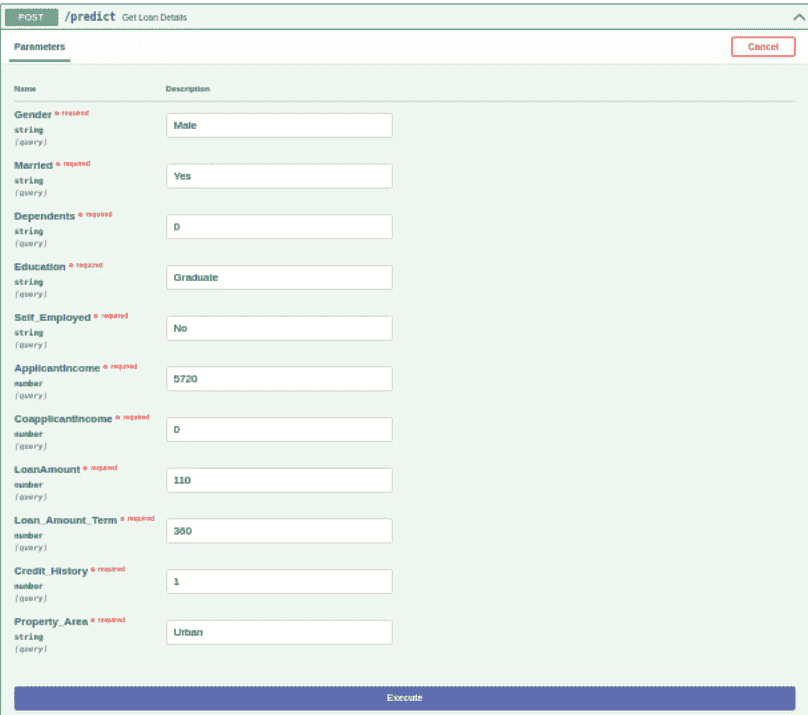 POST /predict Get Loan Details
Parameters Cancel
Name Description
Gender * required
string
(query)
Male
Married * required
string
(query)
Yes
Dependents * required
string
(query)
0
Education * required
string
(query)
Graduate
Self_Employed * required
string
(query)
No
ApplicantIncome * required
number
(query)
5720
CoapplicantIncome * required
number
(query)
0
LoanAmount * required
number
(query)
110
Loan_Amount_Term * required
number
(query)
360
Credit_History * required
number
(query)
1
Property_Area * required
string
(query)
Urban
Execute